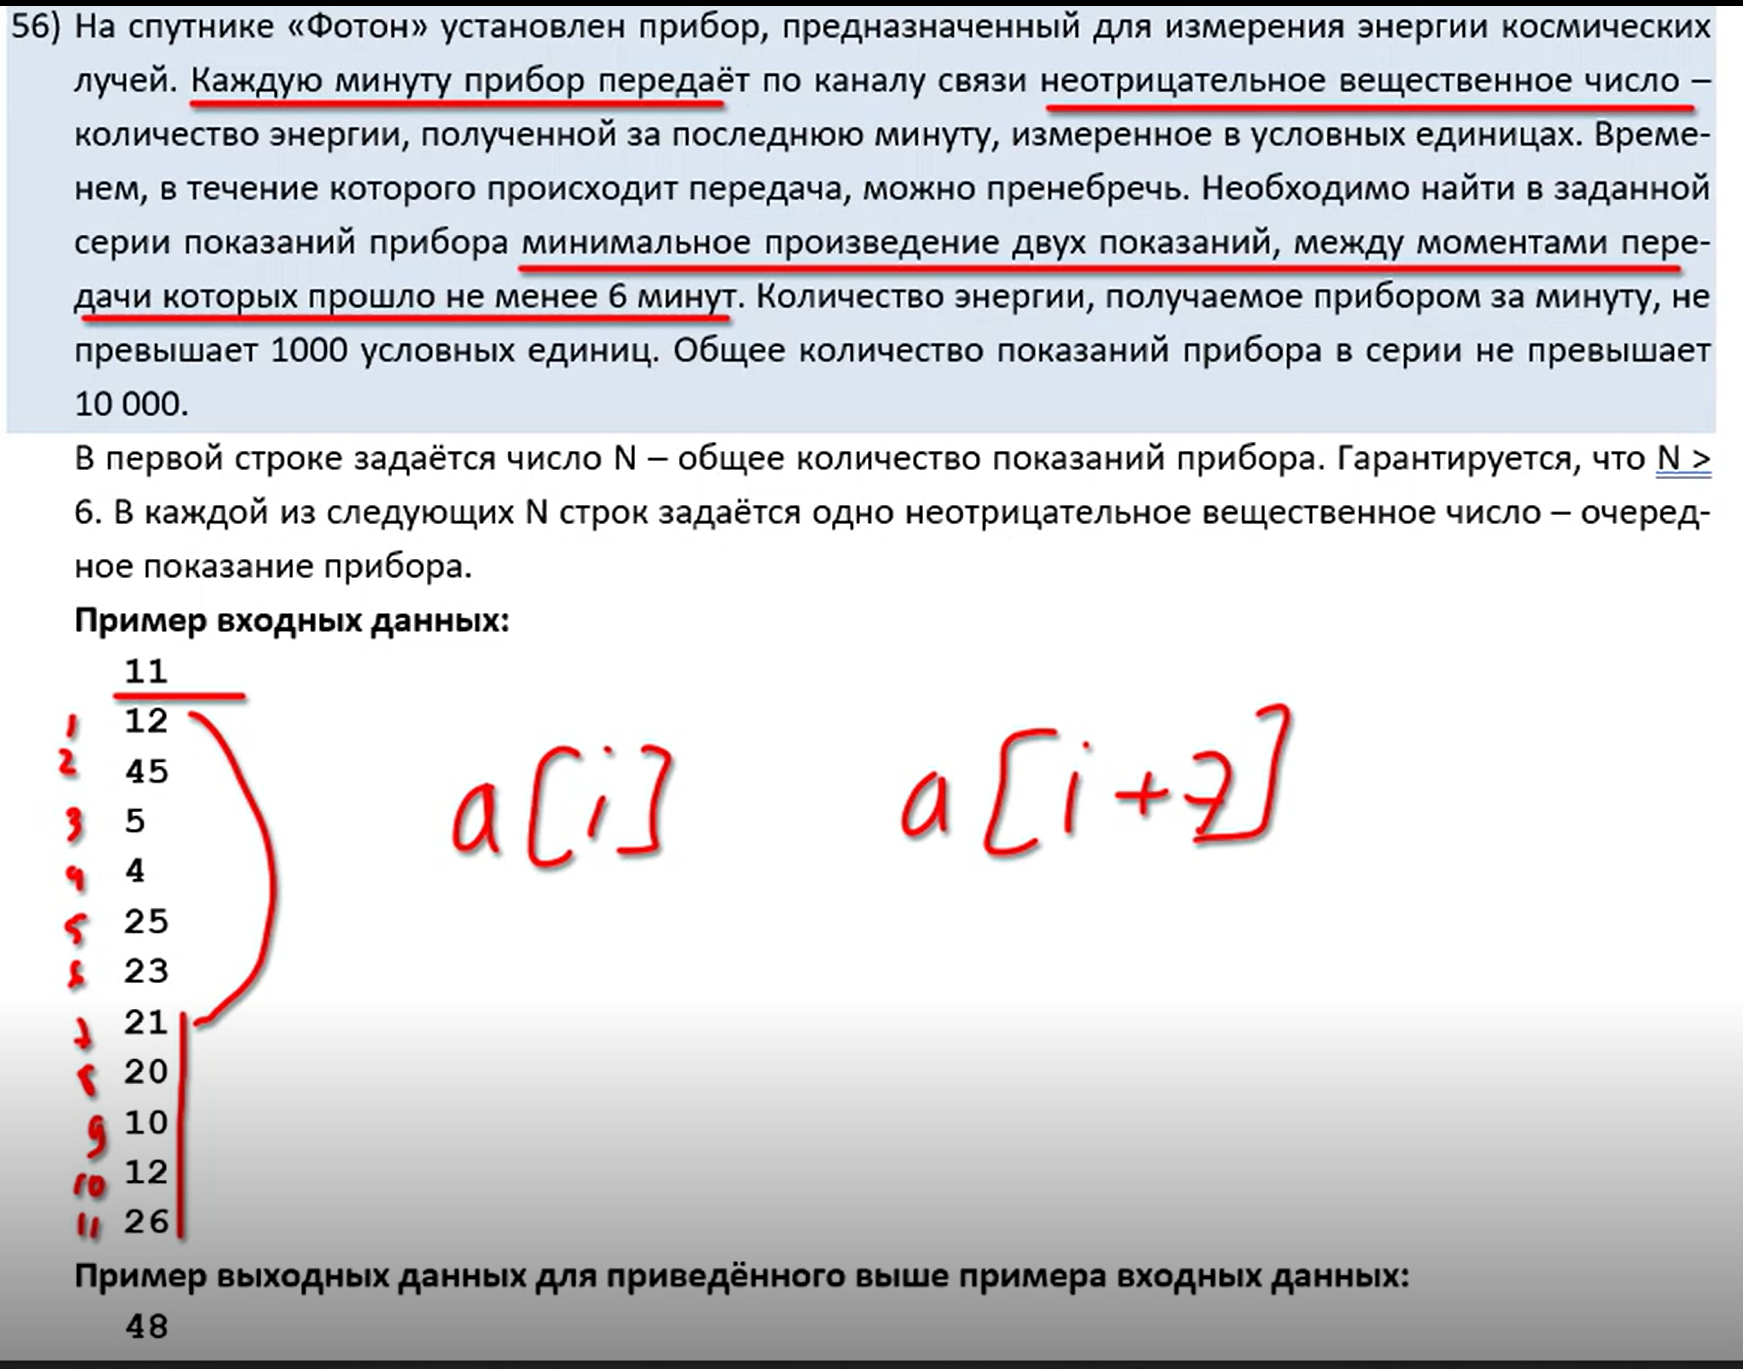 56) На спутнике «Фотон» установлен прибор, предназначенный для измерения энергии космических
лучей. Каждую минуту прибор передаёт по каналу связи неотрицательное вещественное число –
количество энергии, полученной за последнюю минуту, измеренное в условных единицах. Време-
нем, в течение которого происходит передача, можно пренебречь. Необходимо найти в заданной
серии показаний прибора минимальное произведение двух показаний, между моментами пере-
дачи которых прошло не менее 6 минут. Количество энергии, получаемое прибором за минуту, не
превышает 1000 условных единиц. Общее количество показаний прибора в серии не превышает
10 000.
В первой строке задаётся число N – общее количество показаний прибора. Гарантируется, что N >
6. В каждой из следующих N строк задаётся одно неотрицательное вещественное число – очеред-
ное показание прибора.
Пример входных данных:
11
1 12
2 45
3 5
4 4
5 25
6 23
7 21
8 20
9 10
10 12
11 26
a[i] a[i+7]
Пример выходных данных для приведённого выше примера входных данных:
48